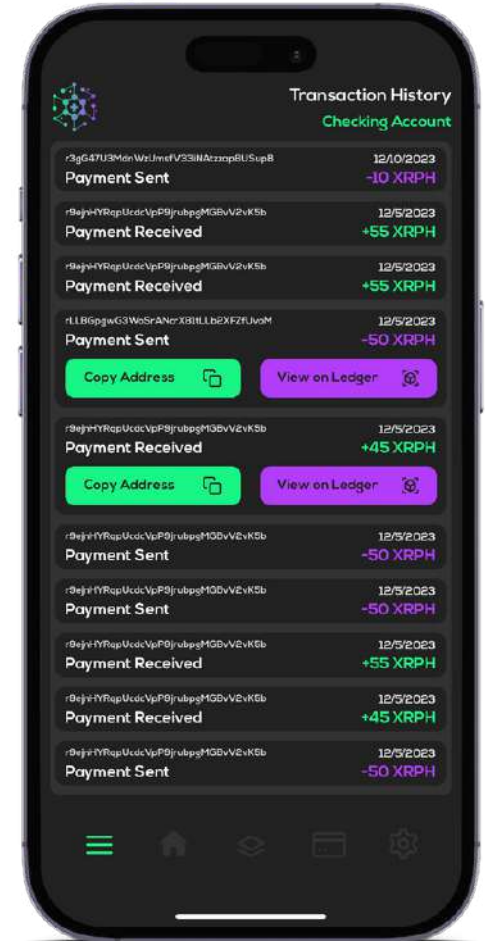 Transaction History
Checking Account
12/10/2023
Payment Sent
-10 XRPH
12/5/2023
Payment Received
+55 XRPH
12/5/2023
Payment Received
+55 XRPH
12/5/2023
Payment Sent
-50 XRPH
Copy Address
View on Ledger
12/5/2023
Payment Received
+45 XRPH
Copy Address
View on Ledger
12/5/2023
Payment Sent
-50 XRPH
12/5/2023
Payment Sent
-50 XRPH
12/5/2023
Payment Received
+55 XRPH
12/5/2023
Payment Received
+45 XRPH
12/5/2023
Payment Sent
-50 XRPH